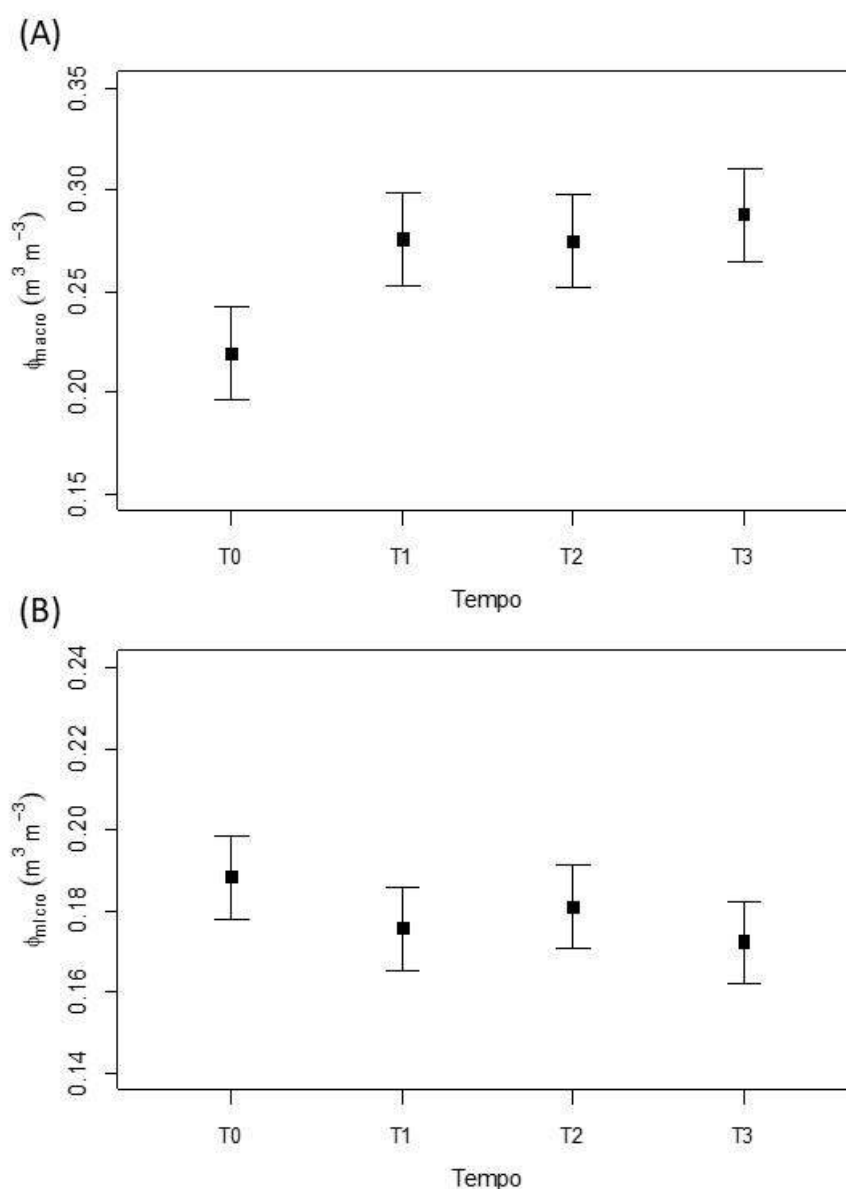 (A)
0.35
0.30
0.25
0.20
0.15
ϕmacro (m³ m⁻³)
T0 T1 T2 T3
Tempo
(B)
0.24
0.22
0.20
0.18
0.16
0.14
ϕmicro (m³ m⁻³)
T0 T1 T2 T3
Tempo